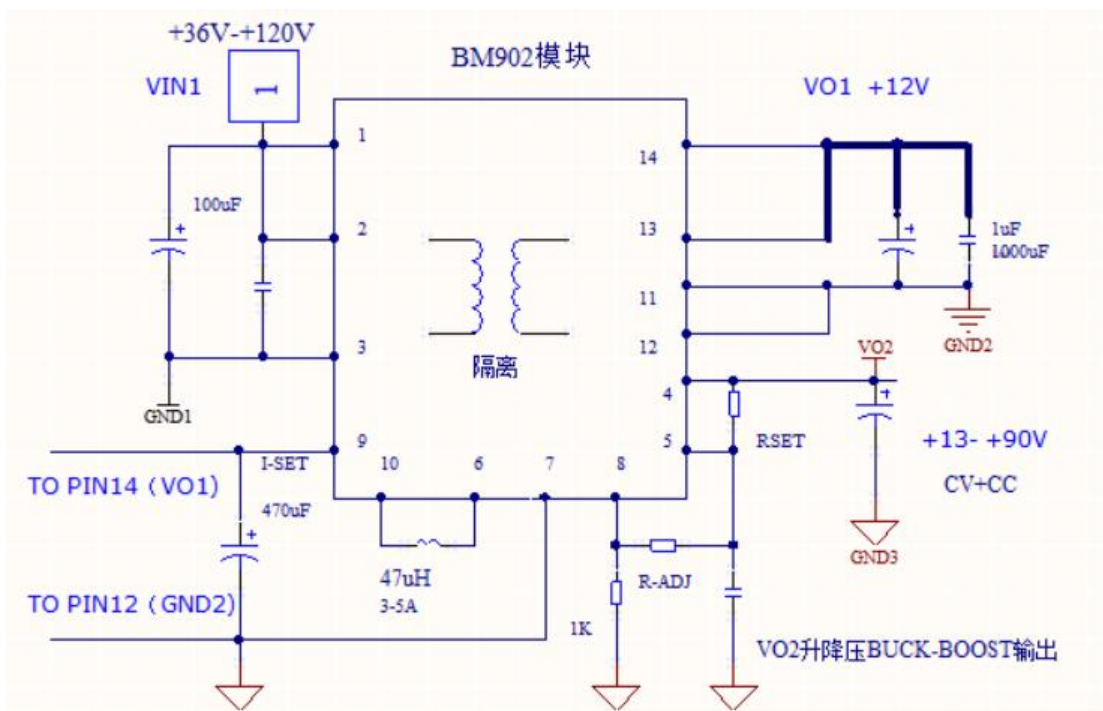 +36V-+120V
VIN1
1
BM902模块
VO1 +12V
1
14
100uF
2
13
1uF
1000uF
11
3
12
隔离
GND2
GND1
VO2
4
9
5
RSET
+13- +90V
I-SET
10
6
7
8
CV+CC
TO PIN14（VO1）
470uF
GND3
47uH
R-ADJ
3-5A
TO PIN12（GND2）
1K
VO2升降压BUCK-BOOST输出